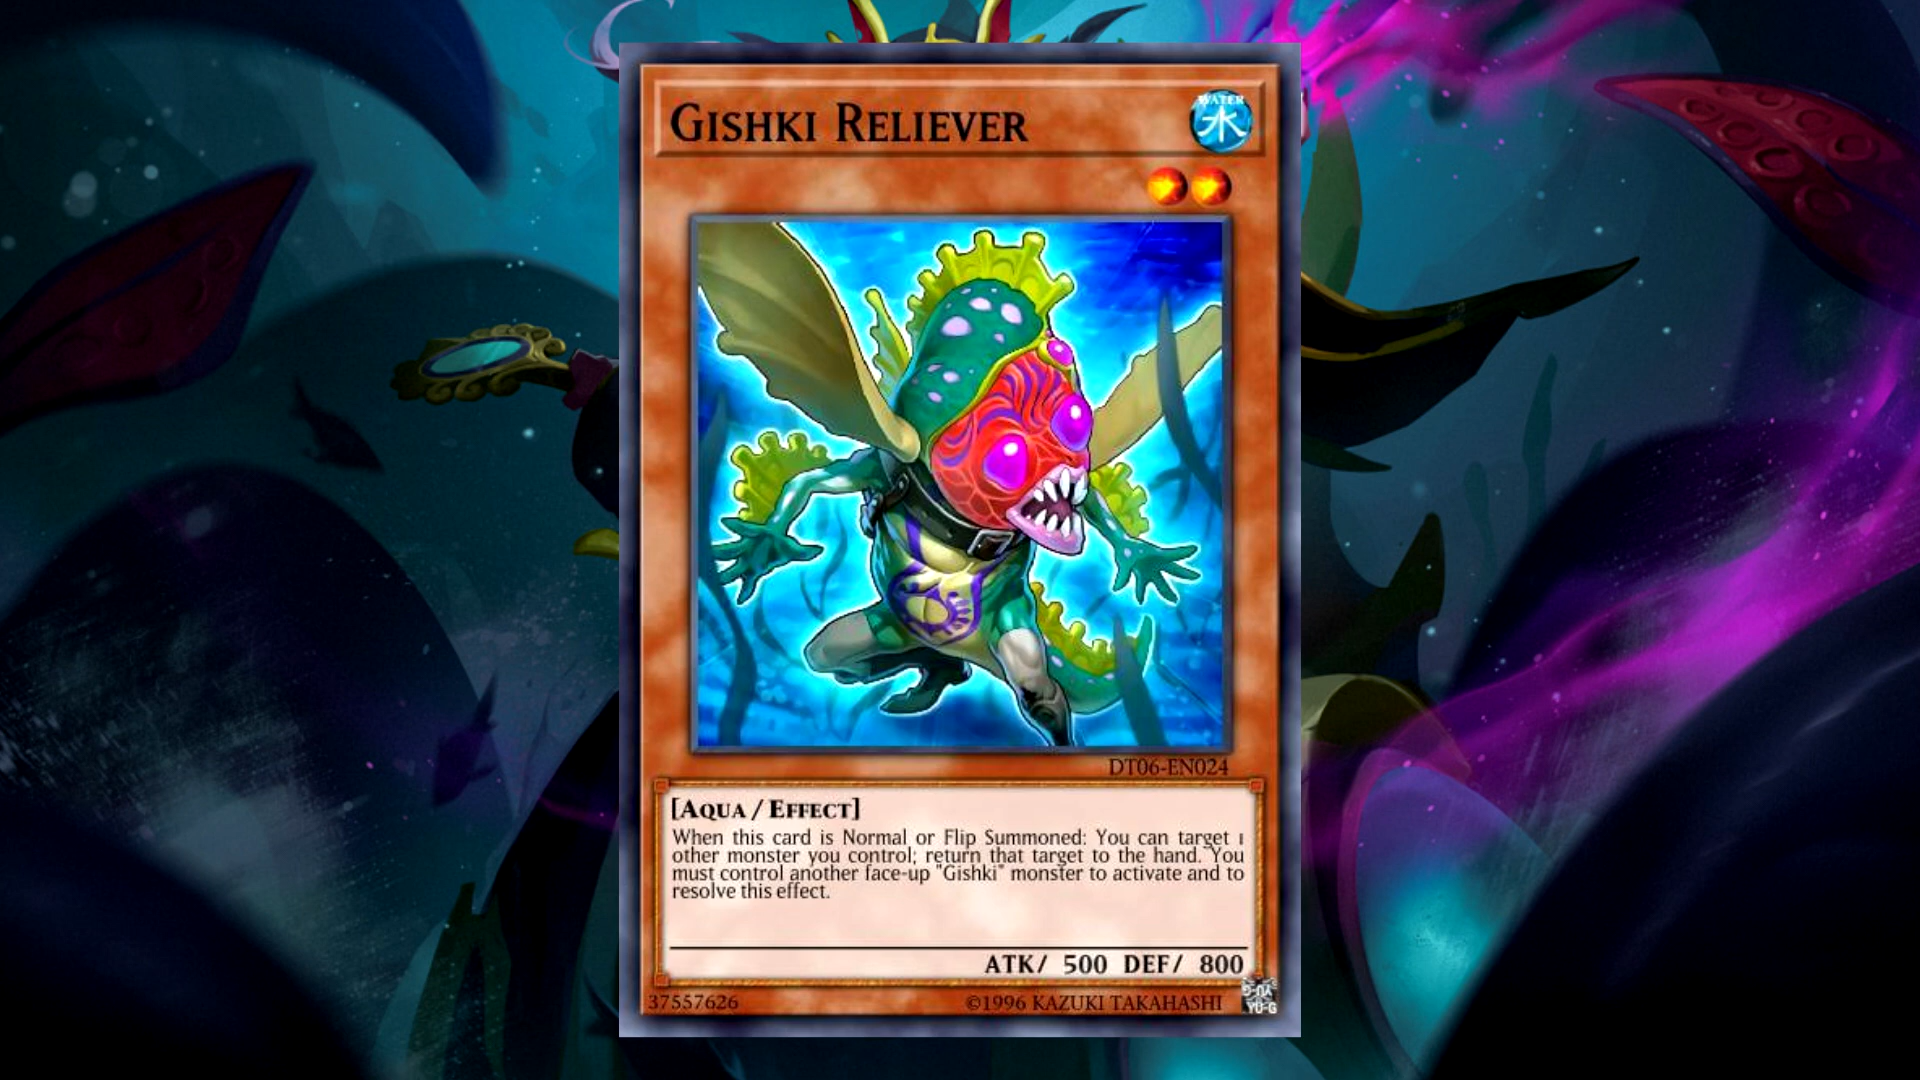 GISHKI RELIEVER
WATER
水
DT06-EN024
[AQUA / EFFECT]
When this card is Normal or Flip Summoned: You can target 1
other monster you control; return that target to the hand. You
must control another face-up "Gishki" monster to activate and to
resolve this effect.
ATK/ 500 DEF/ 800
37557626
©1996 KAZUKI TAKAHASHI
YU-G